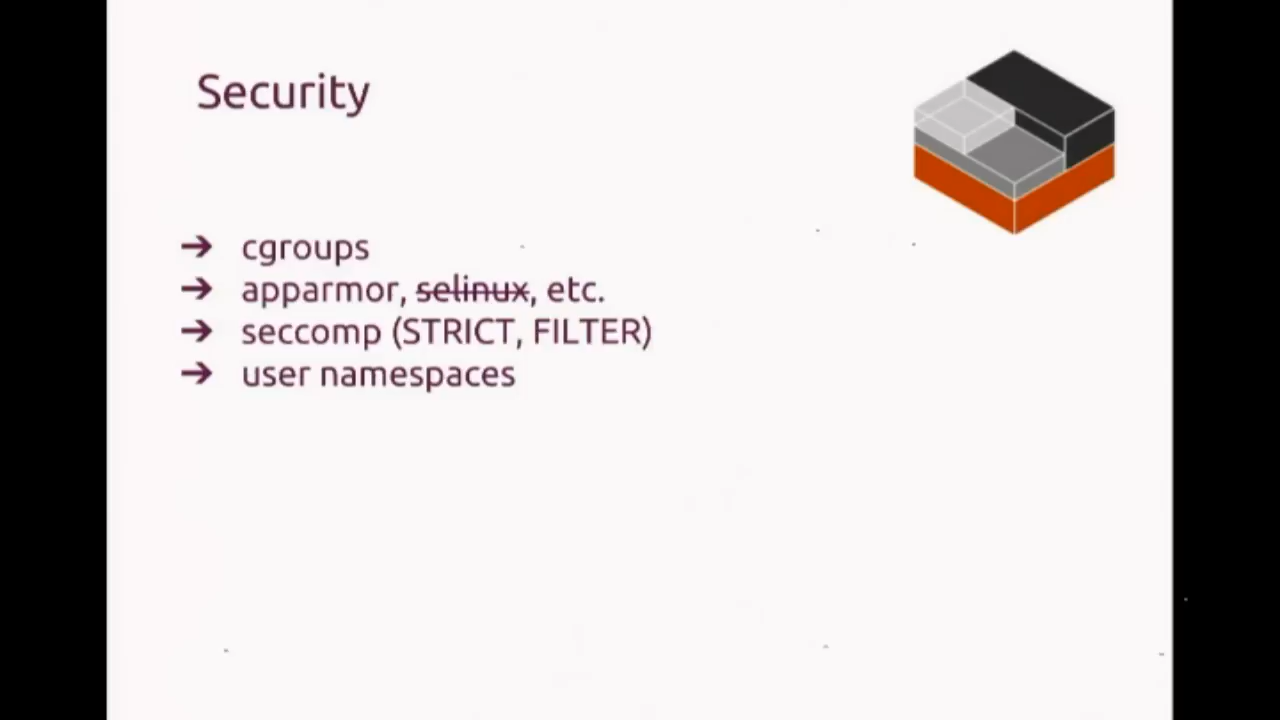 Security
➔ cgroups
➔ apparmor, selinux, etc.
➔ seccomp (STRICT, FILTER)
➔ user namespaces